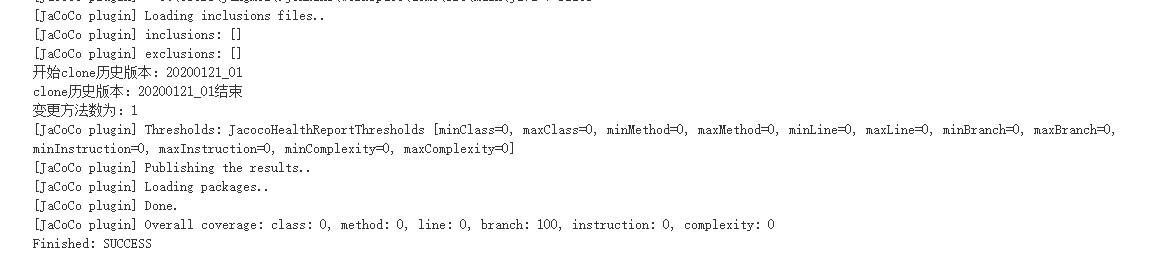 [JaCoCo plugin] Loading inclusions files..
[JaCoCo plugin] inclusions: []
[JaCoCo plugin] exclusions: []
开始clone历史版本：20200121_01
clone历史版本：20200121_01结束
变更方法数为：1
[JaCoCo plugin] Thresholds: JacocoHealthReportThresholds [minClass=0, maxClass=0, minMethod=0, maxMethod=0, minLine=0, maxLine=0, minBranch=0, maxBranch=0,
minInstruction=0, maxInstruction=0, minComplexity=0, maxComplexity=0]
[JaCoCo plugin] Publishing the results..
[JaCoCo plugin] Loading packages..
[JaCoCo plugin] Done.
[JaCoCo plugin] Overall coverage: class: 0, method: 0, line: 0, branch: 100, instruction: 0, complexity: 0
Finished: SUCCESS